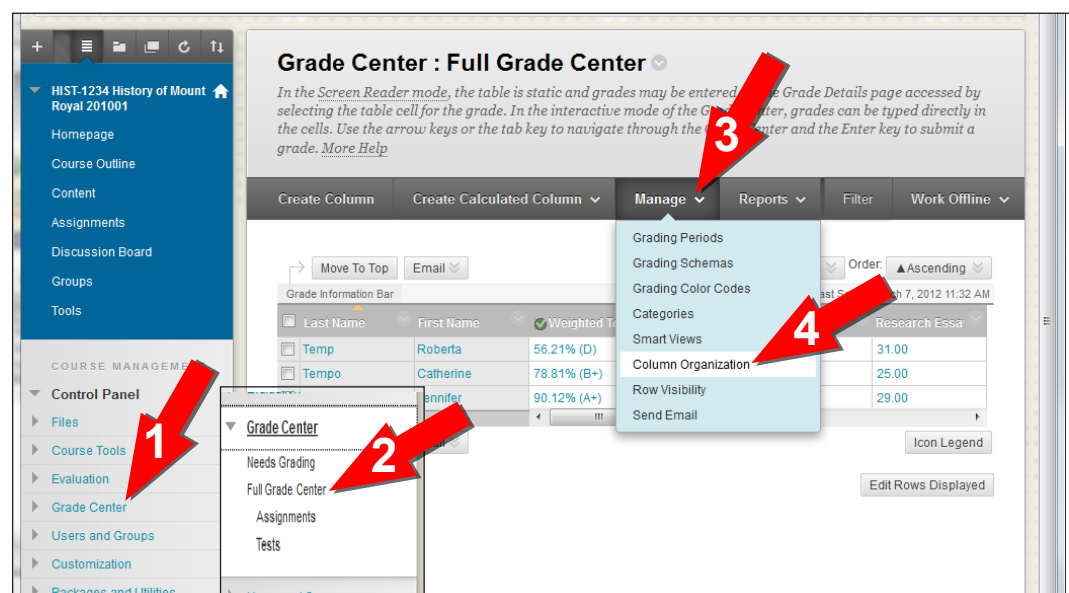 HIST-1234 History of Mount
Royal 201001
Homepage
Course Outline
Content
Assignments
Discussion Board
Groups
Tools
COURSE MANAGEME
Control Panel
Files
Course Tools
Evaluation
Grade Center
Users and Groups
Customization
Packages and Utilities
1
Grade Center
Needs Grading
Full Grade Center
Assignments
Tests
2
Grade Center : Full Grade Center
In the Screen Reader mode, the table is static and grades may be entered Grade Details page accessed by
selecting the table cell for the grade. In the interactive mode of the Grade Center, grades can be typed directly in
the cells. Use the arrow keys or the tab key to navigate through the Center and the Enter key to submit a
grade. More Help
3
Create Column Create Calculated Column Manage Reports Filter Work Offline
Grading Periods
Grading Schemas
Grading Color Codes
Categories
Smart Views
Column Organization
Row Visibility
Send Email
4
Move To Top Email Order: Ascending
Grade Information Bar 7, 2012 11:32 AM
Last Name First Name Weighted To Research Essa
Temp Roberta 56.21% (D) 31.00
Tempo Catherine 78.81% (B+) 25.00
ennifer 90.12% (A+) 29.00
Icon Legend
Edit Rows Displayed